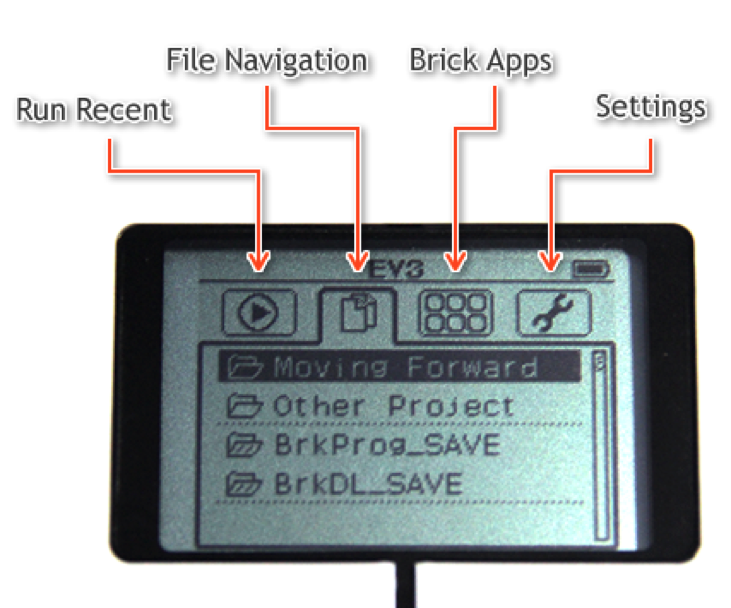 File Navigation
Brick Apps
Run Recent
Settings
EV3
Moving Forward
Other Project
BrkProg_SAVE
BrkDL_SAVE